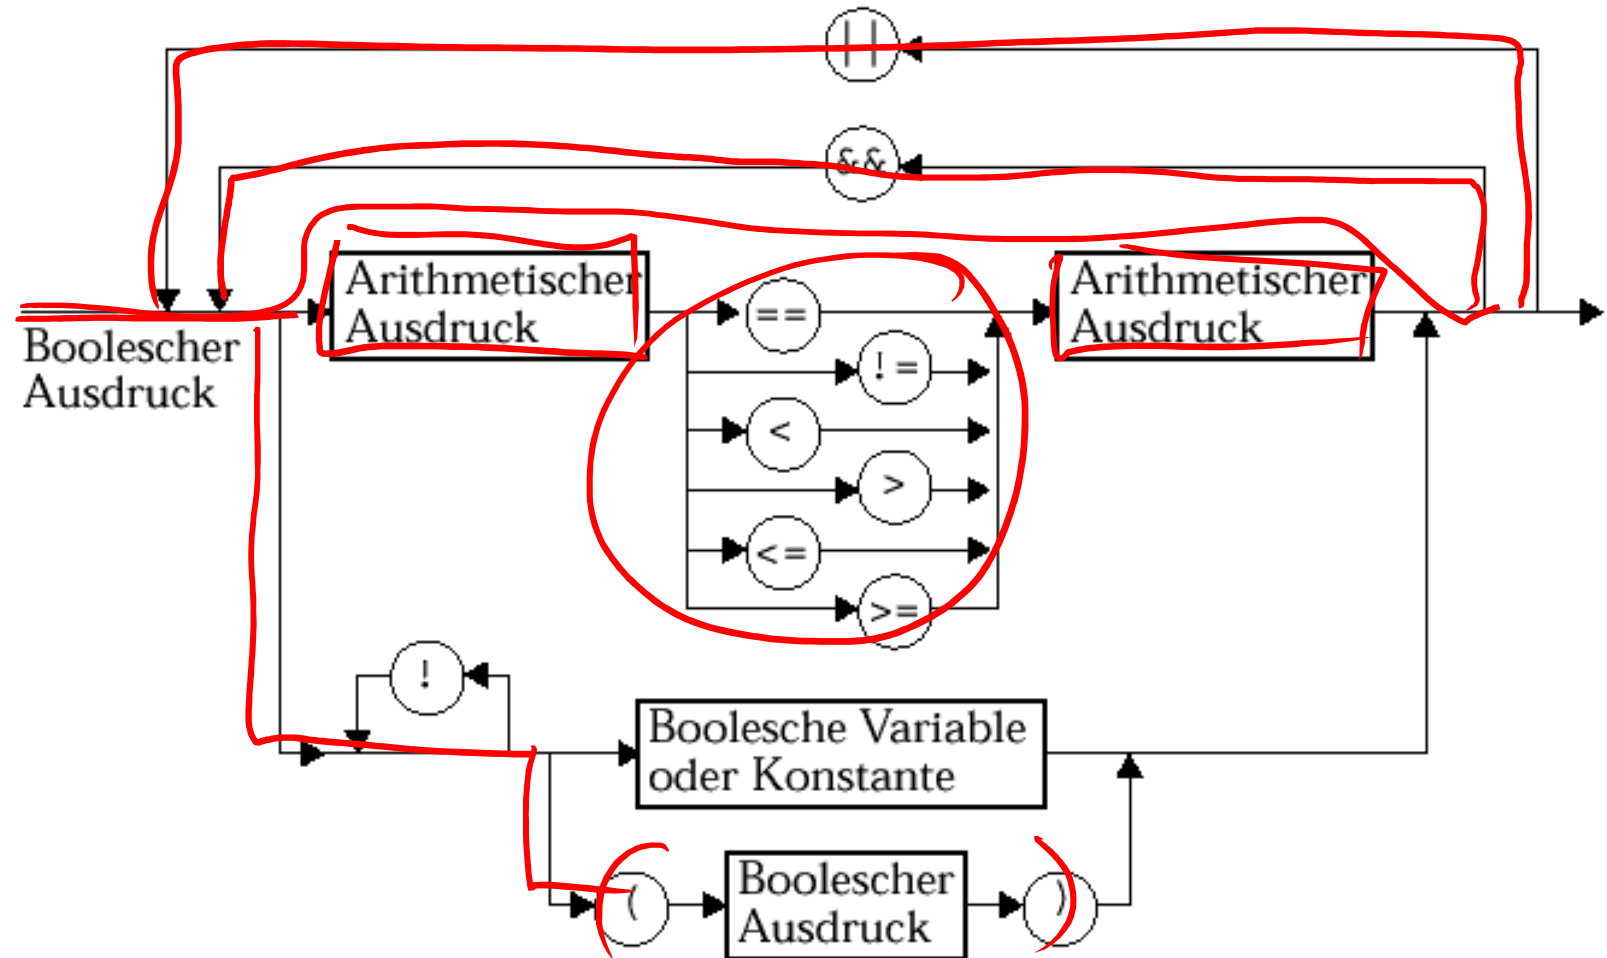 ||
&&
Arithmetischer
Ausdruck
==
Arithmetischer
Ausdruck
Boolescher
Ausdruck
!=
<
>
<=
>=
!
Boolesche Variable
oder Konstante
(
Boolescher
Ausdruck
)